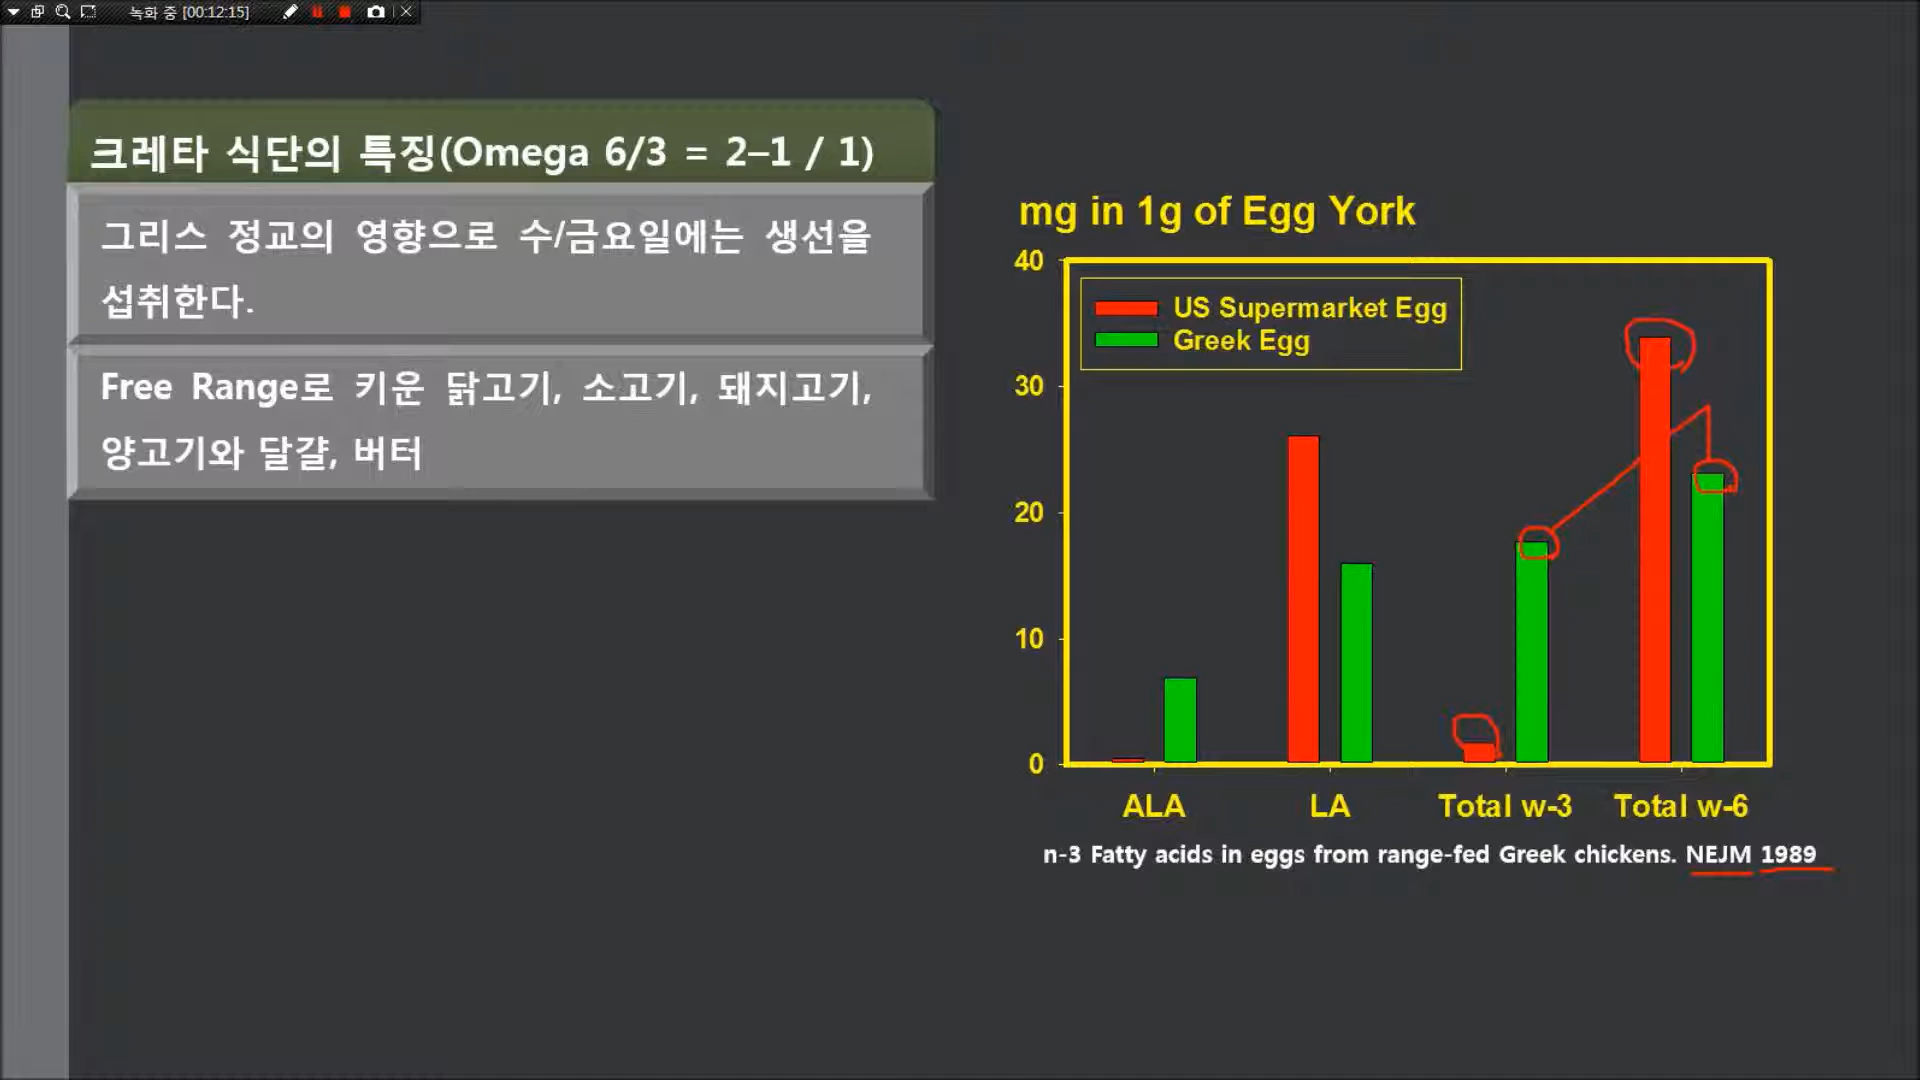 녹화 중 [00:12:15]
크레타 식단의 특징(Omega 6/3 = 2–1 / 1)
그리스 정교의 영향으로 수/금요일에는 생선을
섭취한다.
Free Range로 키운 닭고기, 소고기, 돼지고기,
양고기와 달걀, 버터
mg in 1g of Egg York
40
30
20
10
0
US Supermarket Egg
Greek Egg
ALA LA Total w-3 Total w-6
n-3 Fatty acids in eggs from range-fed Greek chickens. NEJM 1989